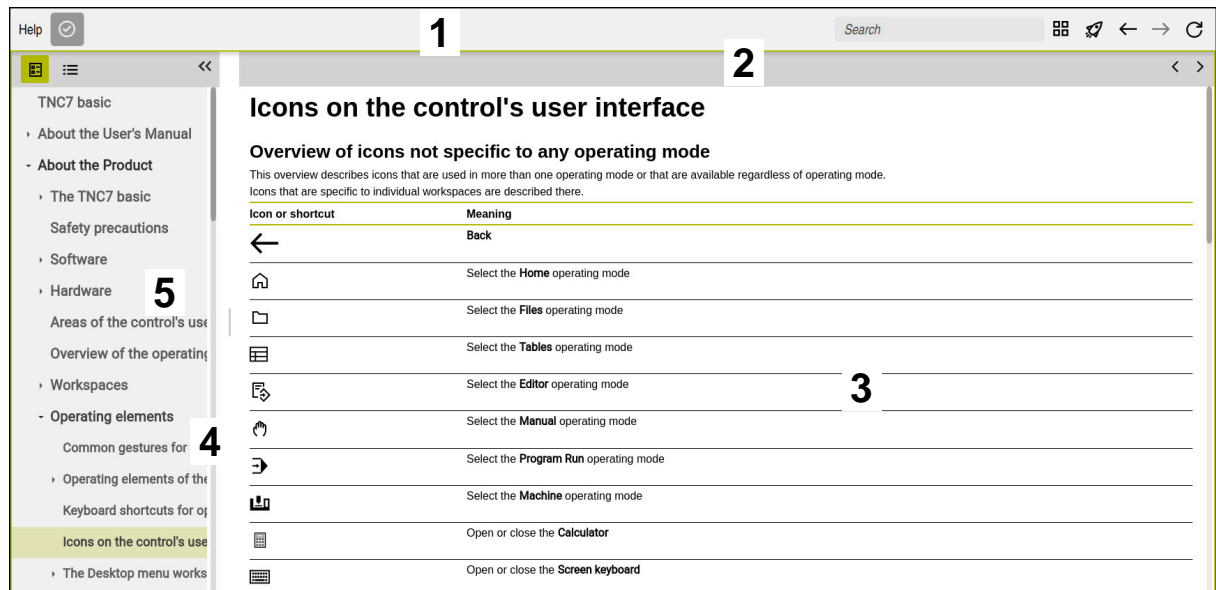 Help
1
Search
2
TNC7 basic
About the User's Manual
About the Product
The TNC7 basic
Safety precautions
Software
Hardware
5
Areas of the control's use
Overview of the operating
Workspaces
Operating elements
Common gestures for
4
Operating elements of the
Keyboard shortcuts for op
Icons on the control's use
The Desktop menu works
Icons on the control's user interface
Overview of icons not specific to any operating mode
This overview describes icons that are used in more than one operating mode or that are available regardless of operating mode.
Icons that are specific to individual workspaces are described there.
Icon or shortcut Meaning
Back
Select the Home operating mode
Select the Files operating mode
Select the Tables operating mode
Select the Editor operating mode
3
Select the Manual operating mode
Select the Program Run operating mode
Select the Machine operating mode
Open or close the Calculator
Open or close the Screen keyboard